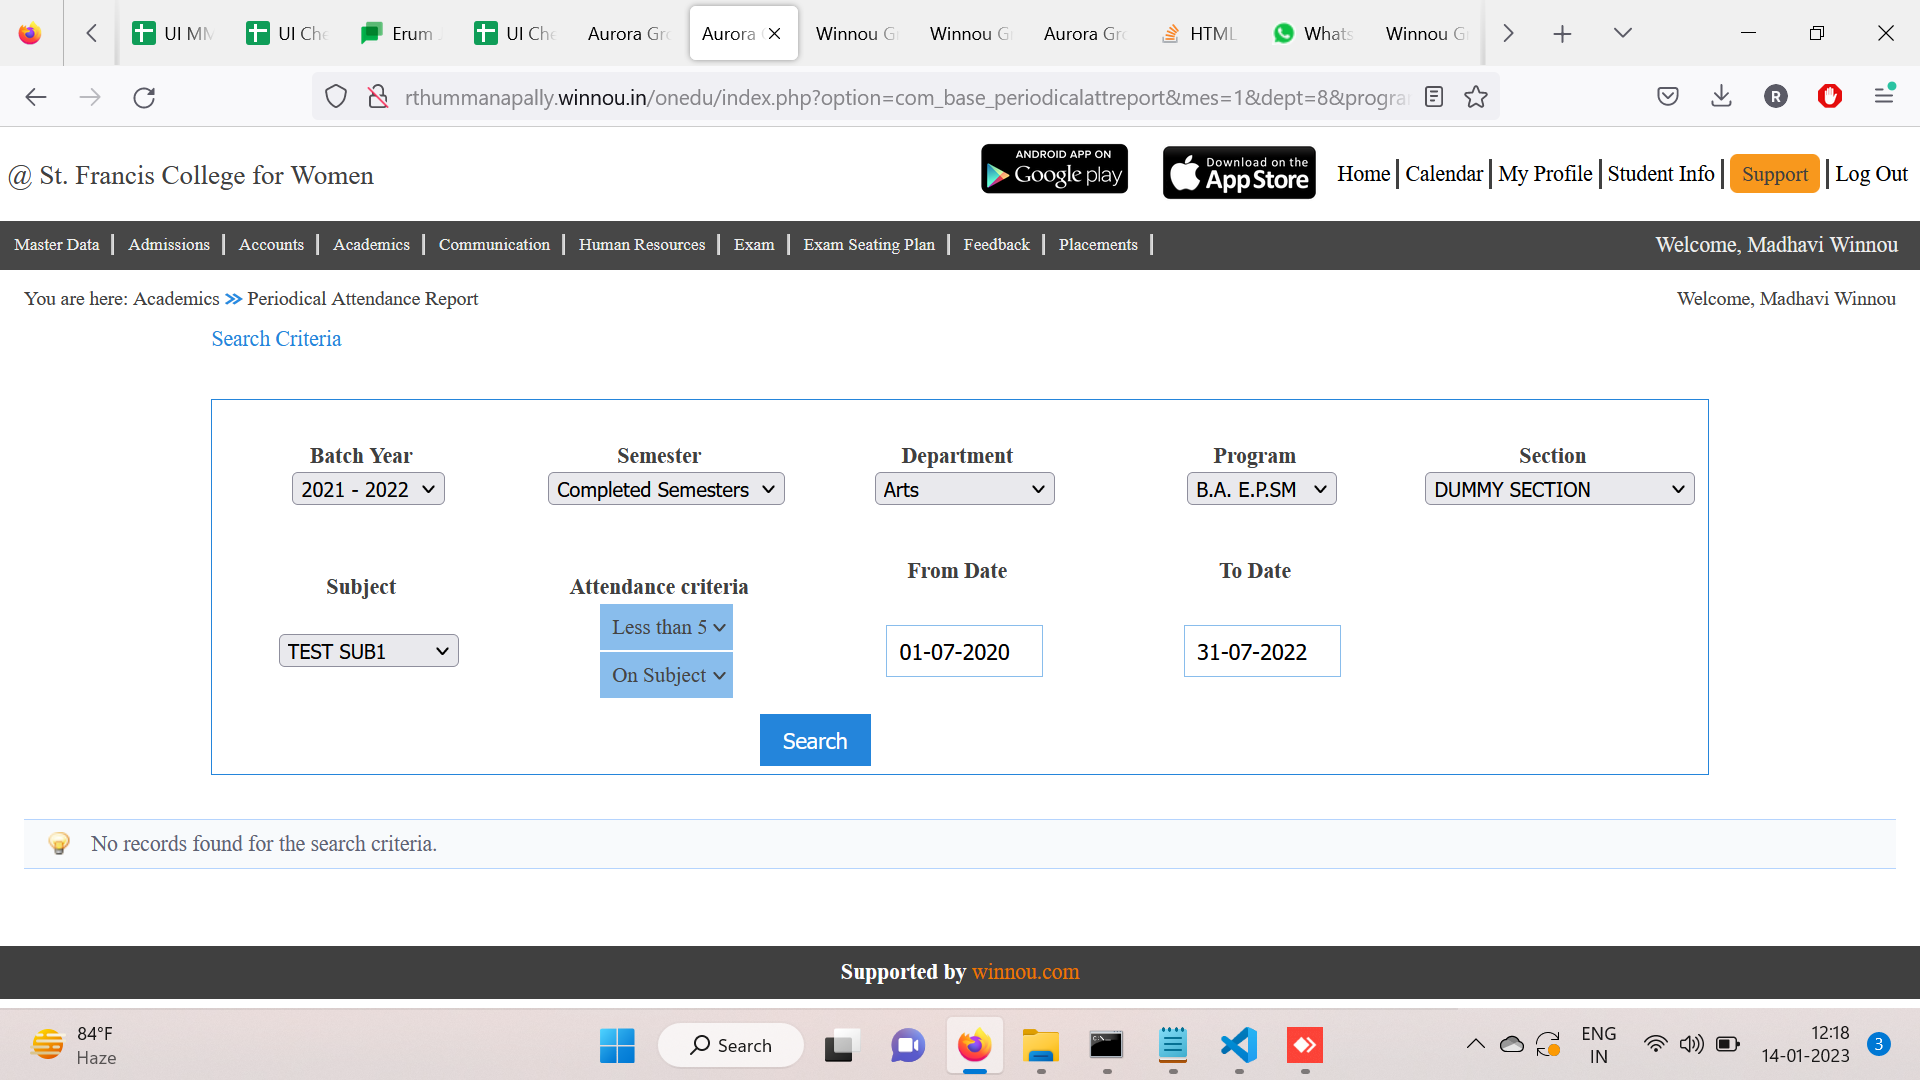 UI MM
UI Che
Erum J
UI Che
Aurora Gro
Aurora
Winnou Gr
Winnou Gr
Aurora Gro
HTML
Whats
Winnou Gr
rthummanapally.winnou.in/onedu/index.php?option=com_base_periodicalattreport&mes=1&dept=8&progra
R
@ St. Francis College for Women
ANDROID APP ON
Google play
Download on the
App Store
Home
Calendar
My Profile
Student Info
Support
Log Out
Master Data
Admissions
Accounts
Academics
Communication
Human Resources
Exam
Exam Seating Plan
Feedback
Placements
Welcome, Madhavi Winnou
You are here: Academics >> Periodical Attendance Report
Welcome, Madhavi Winnou
Search Criteria
Batch Year
Semester
Department
Program
Section
2021 - 2022
Completed Semesters
Arts
B.A. E.P.SM
DUMMY SECTION
Subject
Attendance criteria
From Date
To Date
Less than 5
TEST SUB1
On Subject
01-07-2020
31-07-2022
Search
No records found for the search criteria.
Supported by winnou.com
84°F
Haze
Search
ENG
IN
12:18
14-01-2023
3